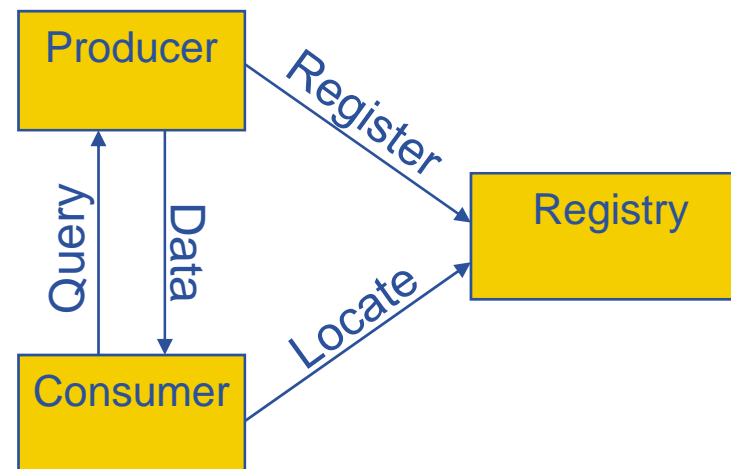 Producer
Register
Registry
Query
Data
Locate
Consumer